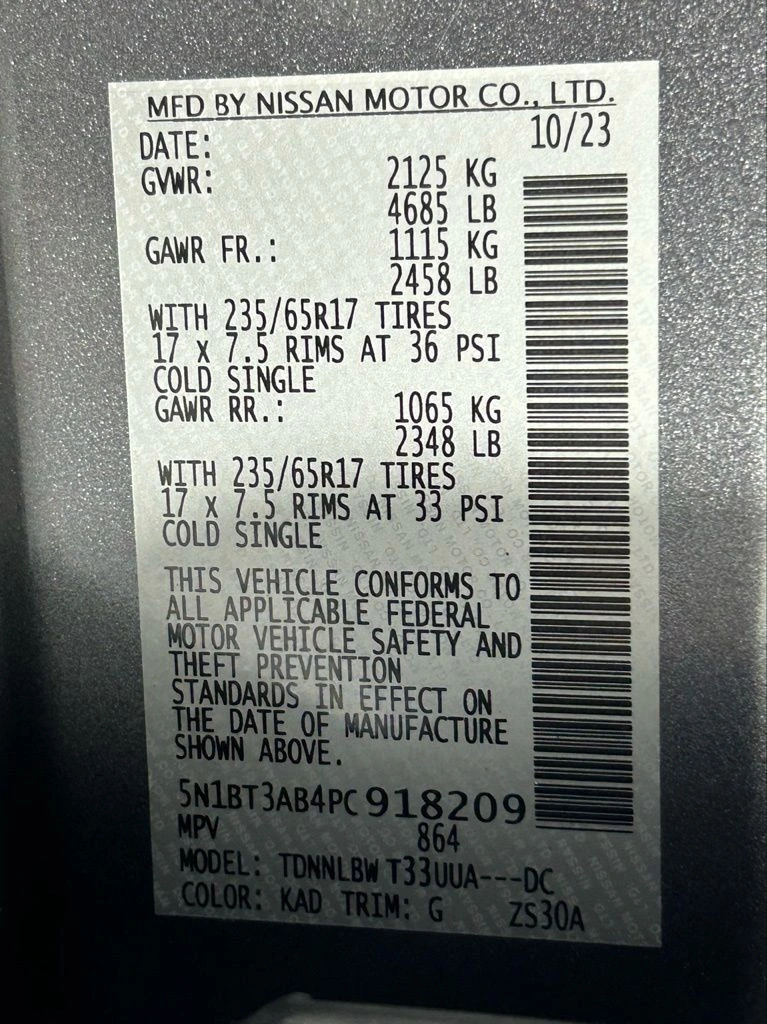 MFD BY NISSAN MOTOR CO., LTD.
DATE: 10/23
GVWR: 2125 KG
4685 LB
GAWR FR.: 1115 KG
2458 LB
WITH 235/65R17 TIRES
17 x 7.5 RIMS AT 36 PSI
COLD SINGLE
GAWR RR.: 1065 KG
2348 LB
WITH 235/65R17 TIRES
17 x 7.5 RIMS AT 33 PSI
COLD SINGLE
THIS VEHICLE CONFORMS TO
ALL APPLICABLE FEDERAL
MOTOR VEHICLE SAFETY AND
THEFT PREVENTION
STANDARDS IN EFFECT ON
THE DATE OF MANUFACTURE
SHOWN ABOVE.
5N1BT3AB4PC918209
MPV 864
MODEL: TDNNLBW T33UUA---DC
COLOR: KAD TRIM: G ZS30A